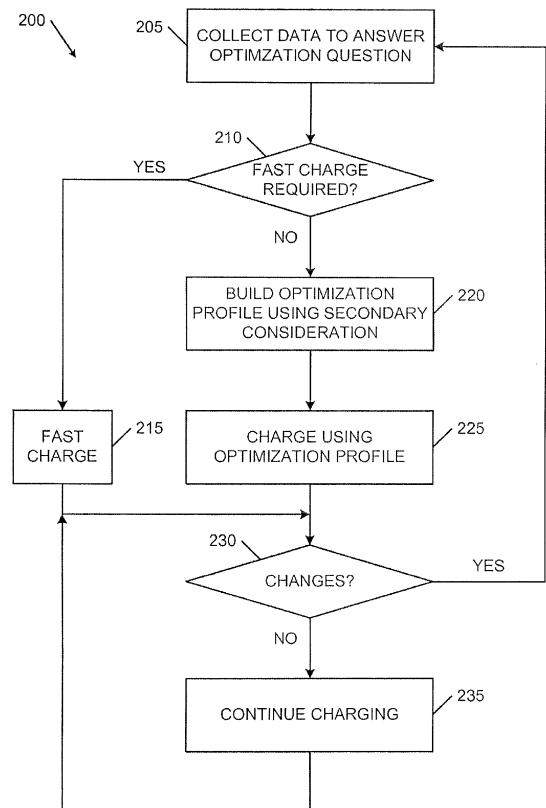 200
205
COLLECT DATA TO ANSWER
OPTIMZATION QUESTION
210
YES
FAST CHARGE
REQUIRED?
NO
BUILD OPTIMIZATION
PROFILE USING SECONDARY
CONSIDERATION
220
FAST
CHARGE
215
CHARGE USING
OPTIMIZATION PROFILE
225
230
CHANGES?
YES
NO
CONTINUE CHARGING
235